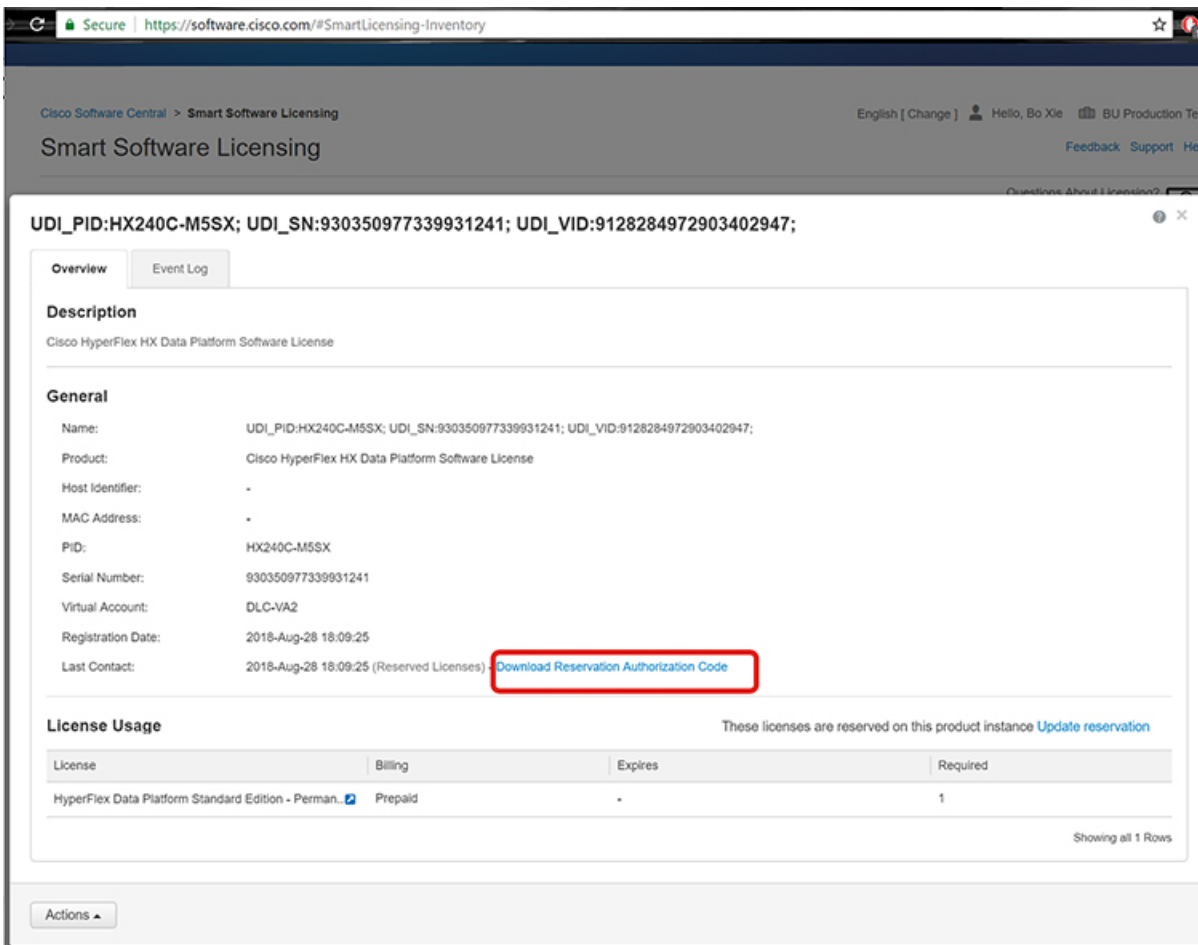 Secure https://software.cisco.com/#SmartLicensing-Inventory
Cisco Software Central > Smart Software Licensing
English [ Change ] Hello, Bo Xie BU Production Te
Smart Software Licensing
Feedback Support He
Questions About Licensing?
UDI_PID:HX240C-M5SX; UDI_SN:930350977339931241; UDI_VID:9128284972903402947;
Overview Event Log
Description
Cisco HyperFlex HX Data Platform Software License
General
Name: UDI_PID:HX240C-M5SX; UDI_SN:930350977339931241; UDI_VID:9128284972903402947;
Product: Cisco HyperFlex HX Data Platform Software License
Host Identifier: -
MAC Address: -
PID: HX240C-M5SX
Serial Number: 930350977339931241
Virtual Account: DLC-VA2
Registration Date: 2018-Aug-28 18:09:25
Last Contact: 2018-Aug-28 18:09:25 (Reserved Licenses) - Download Reservation Authorization Code
License Usage These licenses are reserved on this product instance Update reservation
License Billing Expires Required
HyperFlex Data Platform Standard Edition - Perman.. Prepaid - 1
Showing all 1 Rows
Actions